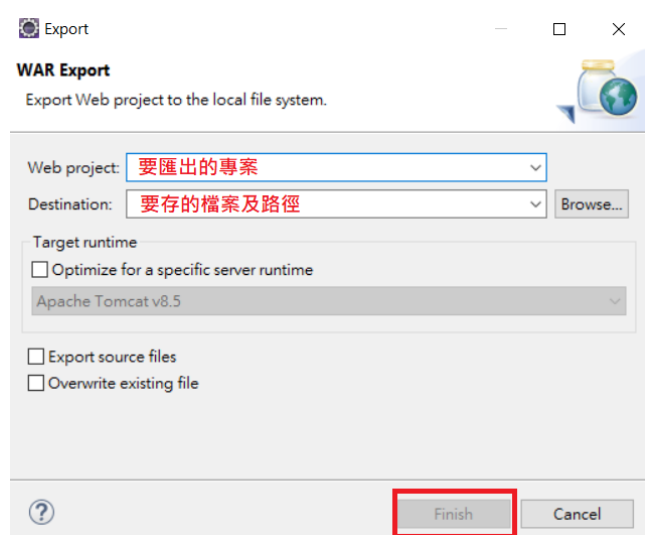 Export
WAR Export
Export Web project to the local file system.
Web project: 要匯出的專案
Destination: 要存的檔案及路徑 Browse...
Target runtime
Optimize for a specific server runtime
Apache Tomcat v8.5
Export source files
Overwrite existing file
? Finish Cancel